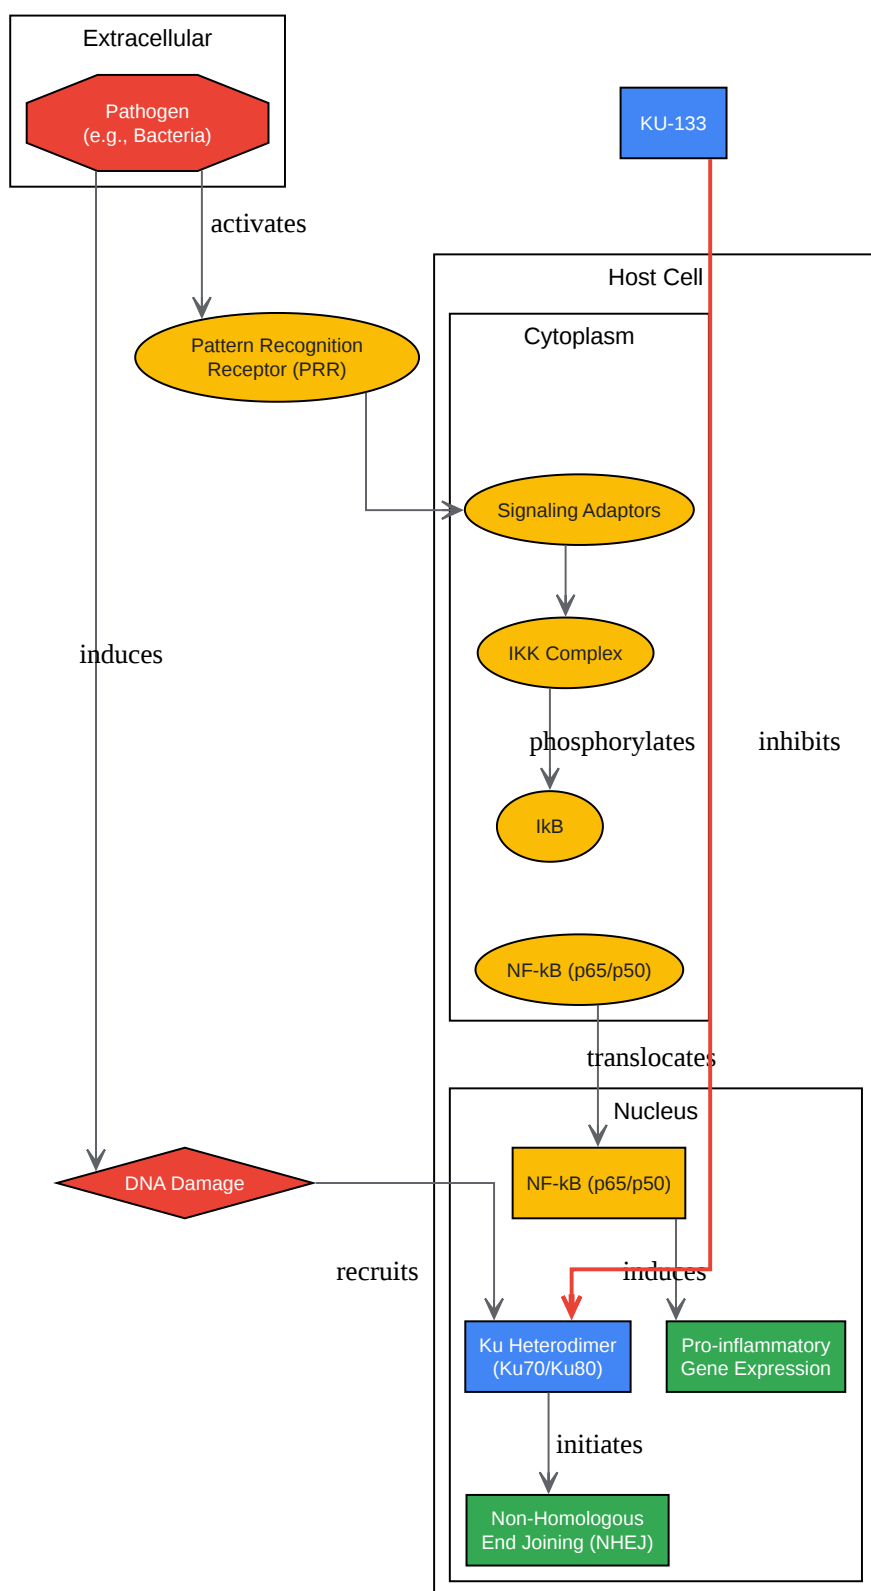 Extracellular
Pathogen
(e.g., Bacteria)
KU-133
activates
Host Cell
Pattern Recognition
Receptor (PRR)
Cytoplasm
Signaling Adaptors
induces
IKK Complex
phosphorylates
inhibits
IkB
NF-kB (p65/p50)
translocates
Nucleus
DNA Damage
NF-kB (p65/p50)
recruits
induces
Ku Heterodimer
(Ku70/Ku80)
Pro-inflammatory
Gene Expression
initiates
Non-Homologous
End Joining (NHEJ)